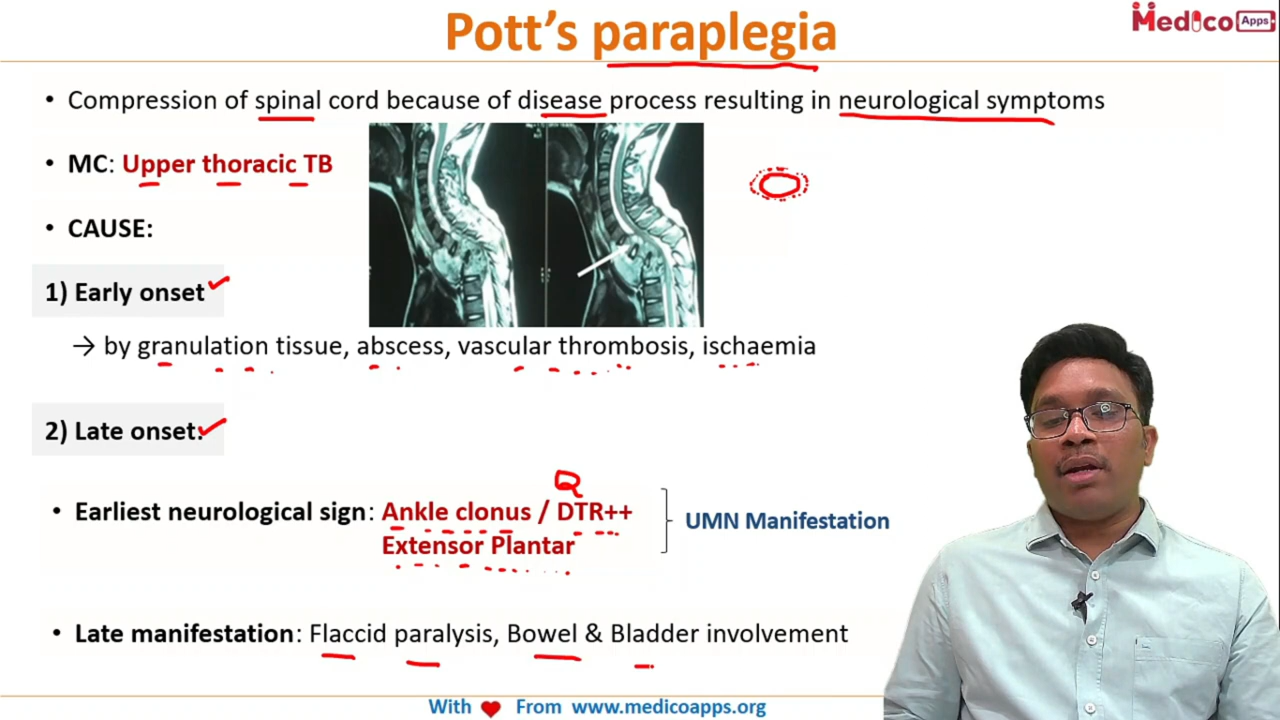 Pott's paraplegia
Medico Apps
• Compression of spinal cord because of disease process resulting in neurological symptoms
• MC: Upper thoracic TB
• CAUSE:
1) Early onset
→ by granulation tissue, abscess, vascular thrombosis, ischaemia
2) Late onset:
Q
• Earliest neurological sign: Ankle clonus / DTR++
Extensor Plantar
UMN Manifestation
• Late manifestation: Flaccid paralysis, Bowel & Bladder involvement
With ❤ From www.medicoapps.org